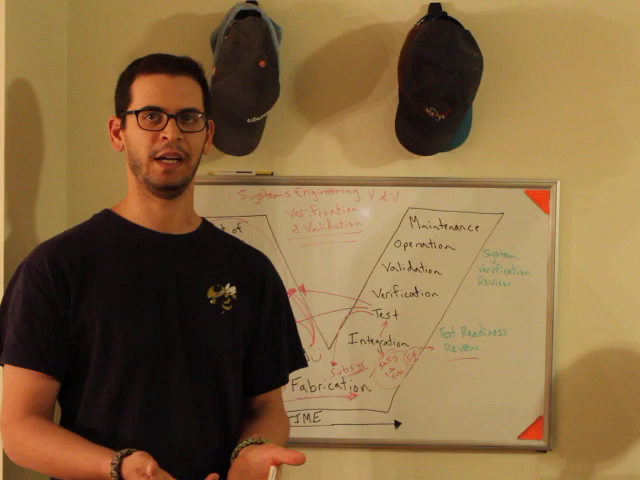 Systems Engineering V & V
Verification
& Validation
of
Maintenance
Operation
Validation
Verification
Test
Integration
Subsys
Fabrication
TIME
System
Verification
Review
Test Readiness
Review